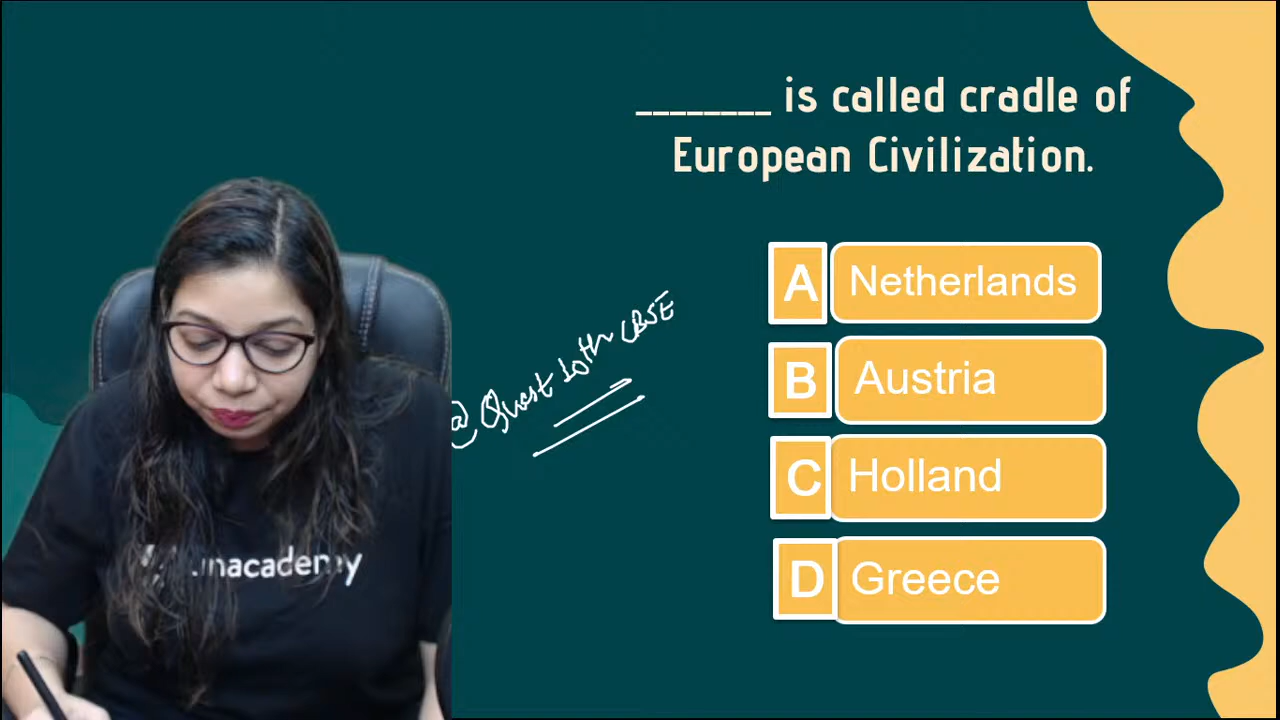 ________ is called cradle of
European Civilization.
A Netherlands
B Austria
C Holland
D Greece
@Quest 10th CBSE
unacademy